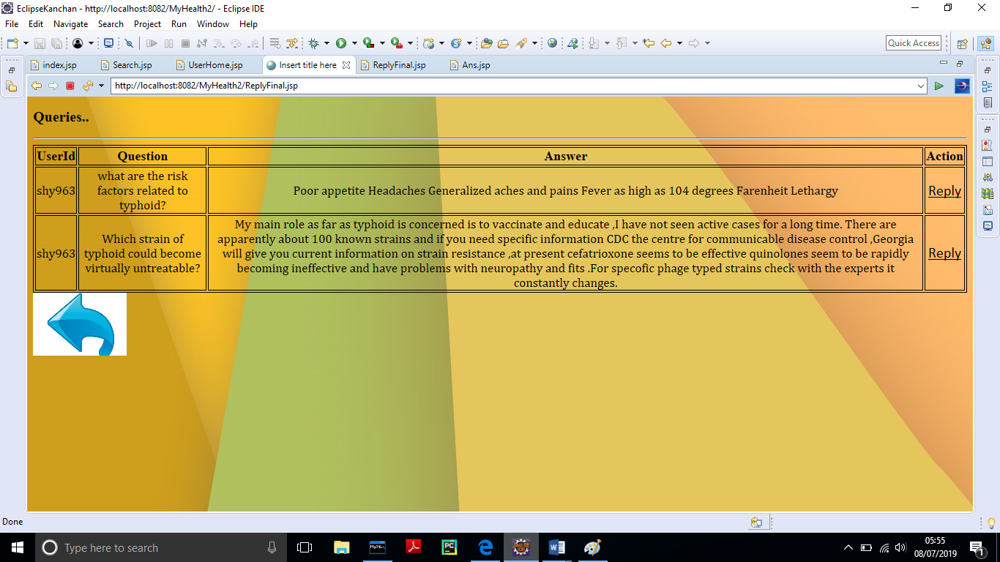 EclipseKanchan - http://localhost:8082/MyHealth2/ - Eclipse IDE
File Edit Navigate Search Project Run Window Help
Quick Access
index.jsp Search.jsp UserHome.jsp Insert title here ReplyFinal.jsp Ans.jsp
http://localhost:8082/MyHealth2/ReplyFinal.jsp
Queries..
UserId Question Answer Action
shy963
what are the risk
factors related to
typhoid?
Poor appetite Headaches Generalized aches and pains Fever as high as 104 degrees Farenheit Lethargy
Reply
shy963
Which strain of
typhoid could become
virtually untreatable?
My main role as far as typhoid is concerned is to vaccinate and educate ,I have not seen active cases for a long time. There are
apparently about 100 known strains and if you need specific information CDC the centre for communicable disease control ,Georgia
will give you current information on strain resistance ,at present cefatrioxone seems to be effective quinolones seem to be rapidly
becoming ineffective and have problems with neuropathy and fits .For specofic phage typed strains check with the experts it
constantly changes.
Reply
Done
Type here to search
MySQL
PC
JAVA EE
IDE
05:55
08/07/2019
1